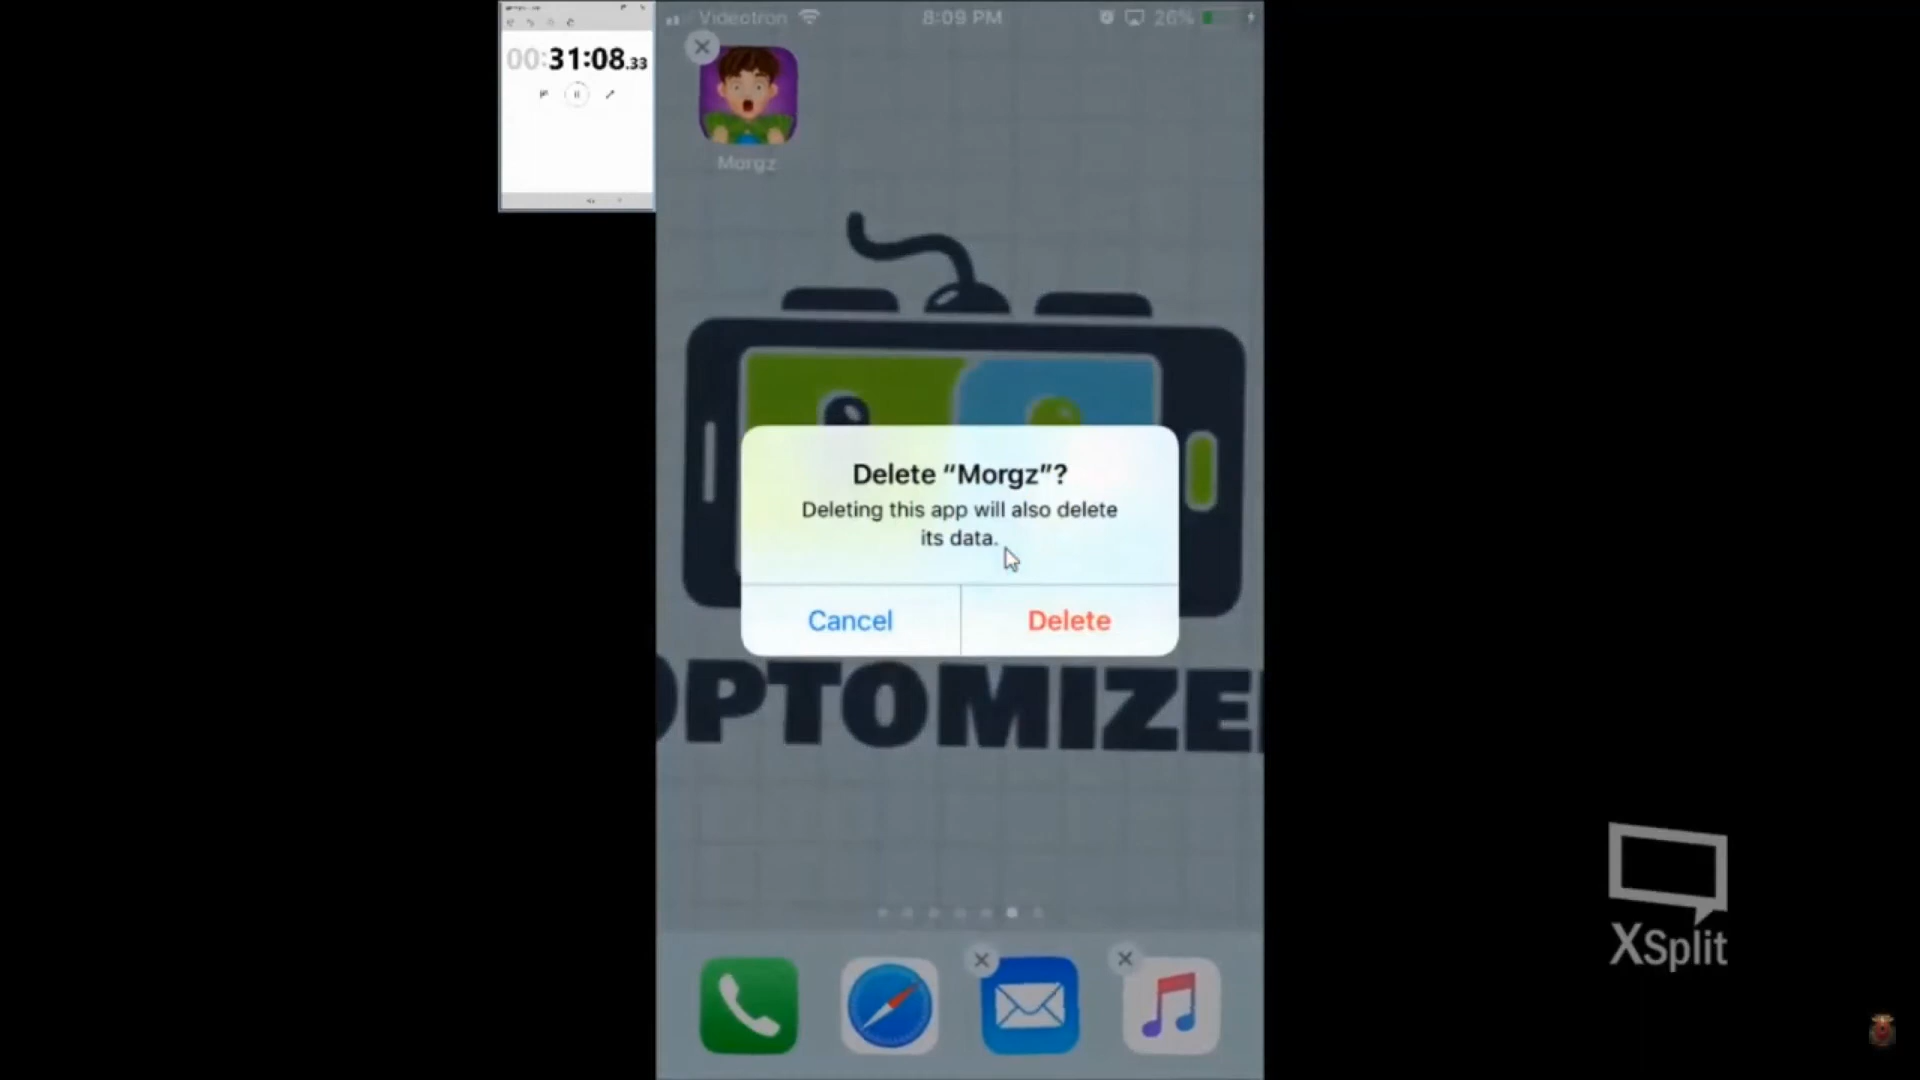 00:31:08.33
Videotron
8:09 PM
26%
Morgz
Delete “Morgz”?
Deleting this app will also delete
its data.
Cancel
Delete
OPTOMIZE
XSplit